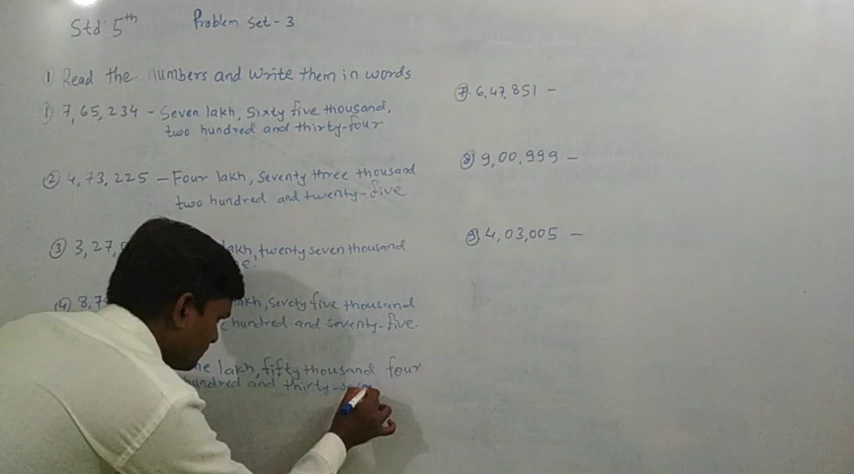 Std: 5th Problem Set - 3
① Read the numbers and write them in words
1) 7,65,234 - Seven lakh, Sixty five thousand,
two hundred and thirty-four
② 4,73,225 - Four lakh, seventy three thousand
two hundred and twenty-five
③ 3,27, lakh, twenty seven thousand
④ 8,7 lakh, sevety five thousand
hundred and seventy-five.
lakh, fifty thousand four
hundred and thirty-
⑦ 6,47,851 -
⑧ 9,00,999 -
⑨ 4,03,005 -